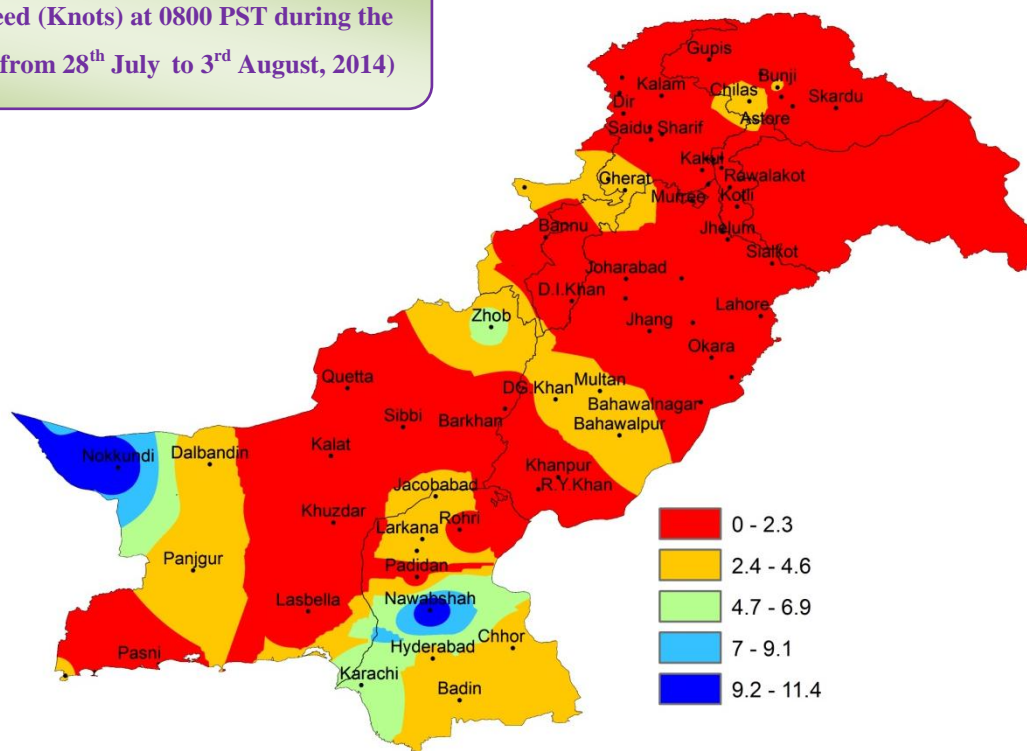 eed (Knots) at 0800 PST during the
from 28th July to 3rd August, 2014)
Gupis
Bunji
Kalam
Chilas
Skardu
Dir
Astore
Saidu Sharif
Kakul
Rawalakot
Cherat
Murree
Kotli
Bannu
Jhelum
Sialkot
Joharabad
D.I.Khan
Lahore
Zhob
Jhang
Okara
Quetta
DG.Khan
Multan
Sibbi
Barkhan
Bahawalnagar
Bahawalpur
Kalat
Nokkundi
Dalbandin
Khanpur
R.Y.Khan
Jacobabad
Khuzdar
Larkana
Rohri
Panjgur
Padidan
Lasbella
Nawabshah
Chhor
Pasni
Hyderabad
Karachi
Badin
0 - 2.3
2.4 - 4.6
4.7 - 6.9
7 - 9.1
9.2 - 11.4